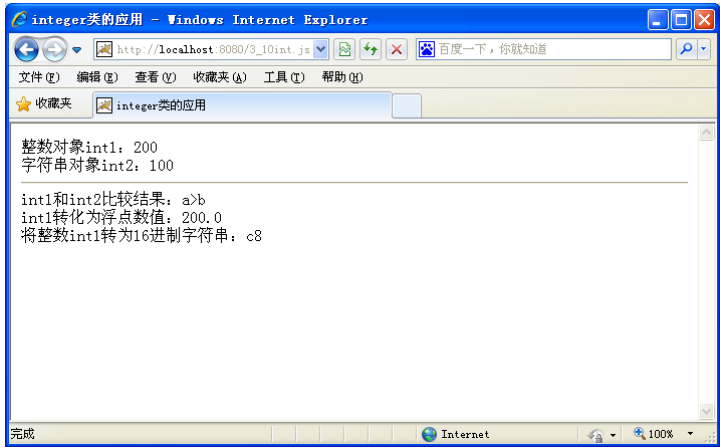 integer类的应用 - Windows Internet Explorer
http://localhost:8080/3_10int.js
百度一下，你就知道
文件(F) 编辑(E) 查看(V) 收藏夹(A) 工具(T) 帮助(H)
收藏夹 integer类的应用
整数对象int1：200
字符串对象int2：100
int1和int2比较结果：a>b
int1转化为浮点数值：200.0
将整数int1转为16进制字符串：c8
完成 Internet 100%